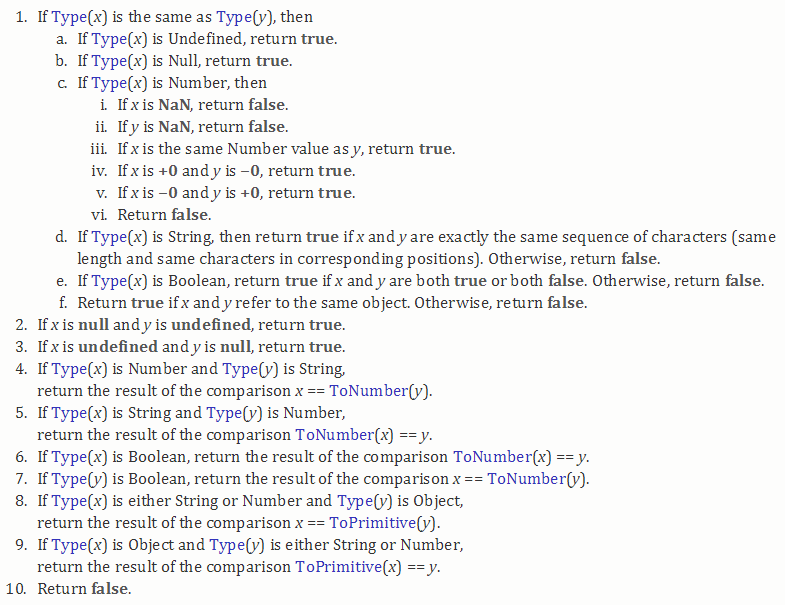 1. If Type(x) is the same as Type(y), then
a. If Type(x) is Undefined, return true.
b. If Type(x) is Null, return true.
c. If Type(x) is Number, then
i. If x is NaN, return false.
ii. If y is NaN, return false.
iii. If x is the same Number value as y, return true.
iv. If x is +0 and y is −0, return true.
v. If x is −0 and y is +0, return true.
vi. Return false.
d. If Type(x) is String, then return true if x and y are exactly the same sequence of characters (same
length and same characters in corresponding positions). Otherwise, return false.
e. If Type(x) is Boolean, return true if x and y are both true or both false. Otherwise, return false.
f. Return true if x and y refer to the same object. Otherwise, return false.
2. If x is null and y is undefined, return true.
3. If x is undefined and y is null, return true.
4. If Type(x) is Number and Type(y) is String,
return the result of the comparison x == ToNumber(y).
5. If Type(x) is String and Type(y) is Number,
return the result of the comparison ToNumber(x) == y.
6. If Type(x) is Boolean, return the result of the comparison ToNumber(x) == y.
7. If Type(y) is Boolean, return the result of the comparison x == ToNumber(y).
8. If Type(x) is either String or Number and Type(y) is Object,
return the result of the comparison x == ToPrimitive(y).
9. If Type(x) is Object and Type(y) is either String or Number,
return the result of the comparison ToPrimitive(x) == y.
10. Return false.